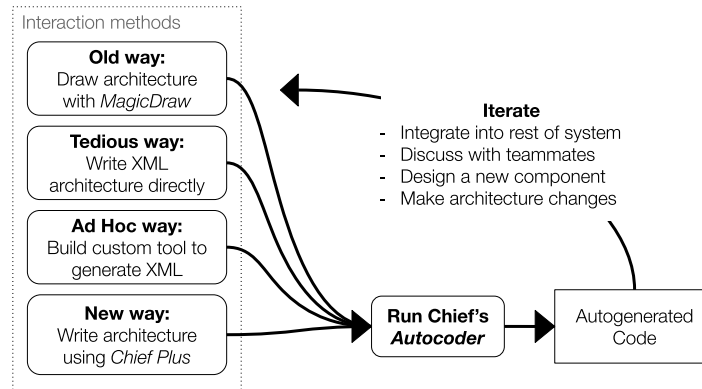 Interaction methods
Old way:
Draw architecture
with MagicDraw
Tedious way:
Write XML
architecture directly
Ad Hoc way:
Build custom tool to
generate XML
New way:
Write architecture
using Chief Plus
Iterate
- Integrate into rest of system
- Discuss with teammates
- Design a new component
- Make architecture changes
Run Chief's
Autocoder
Autogenerated
Code